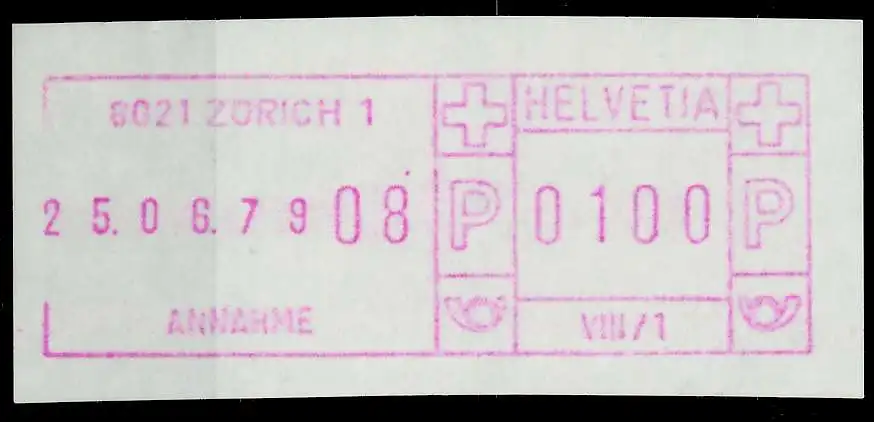 8021 ZÜRICH 1
25.06.79 08
ANNAHME
P
HELVETIA
0100
VIII/1
P